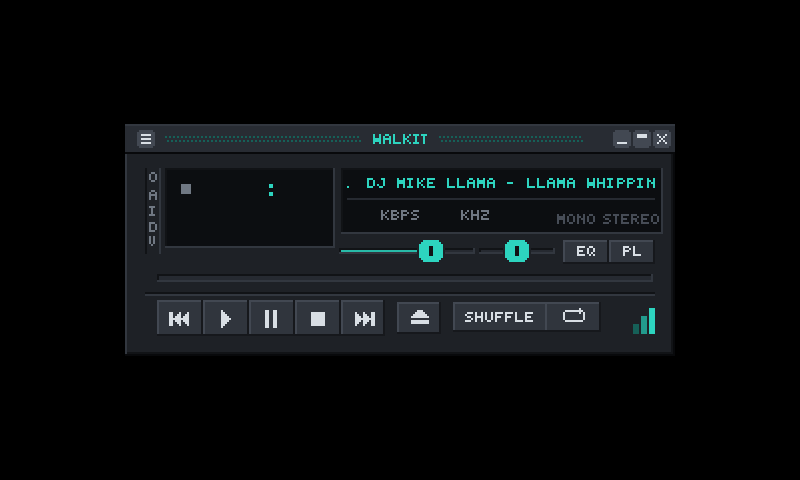 WALKIT
O
A
I
D
V
:
. DJ MIKE LLAMA - LLAMA WHIPPIN
KBPS KHZ MONO STEREO
EQ PL
SHUFFLE